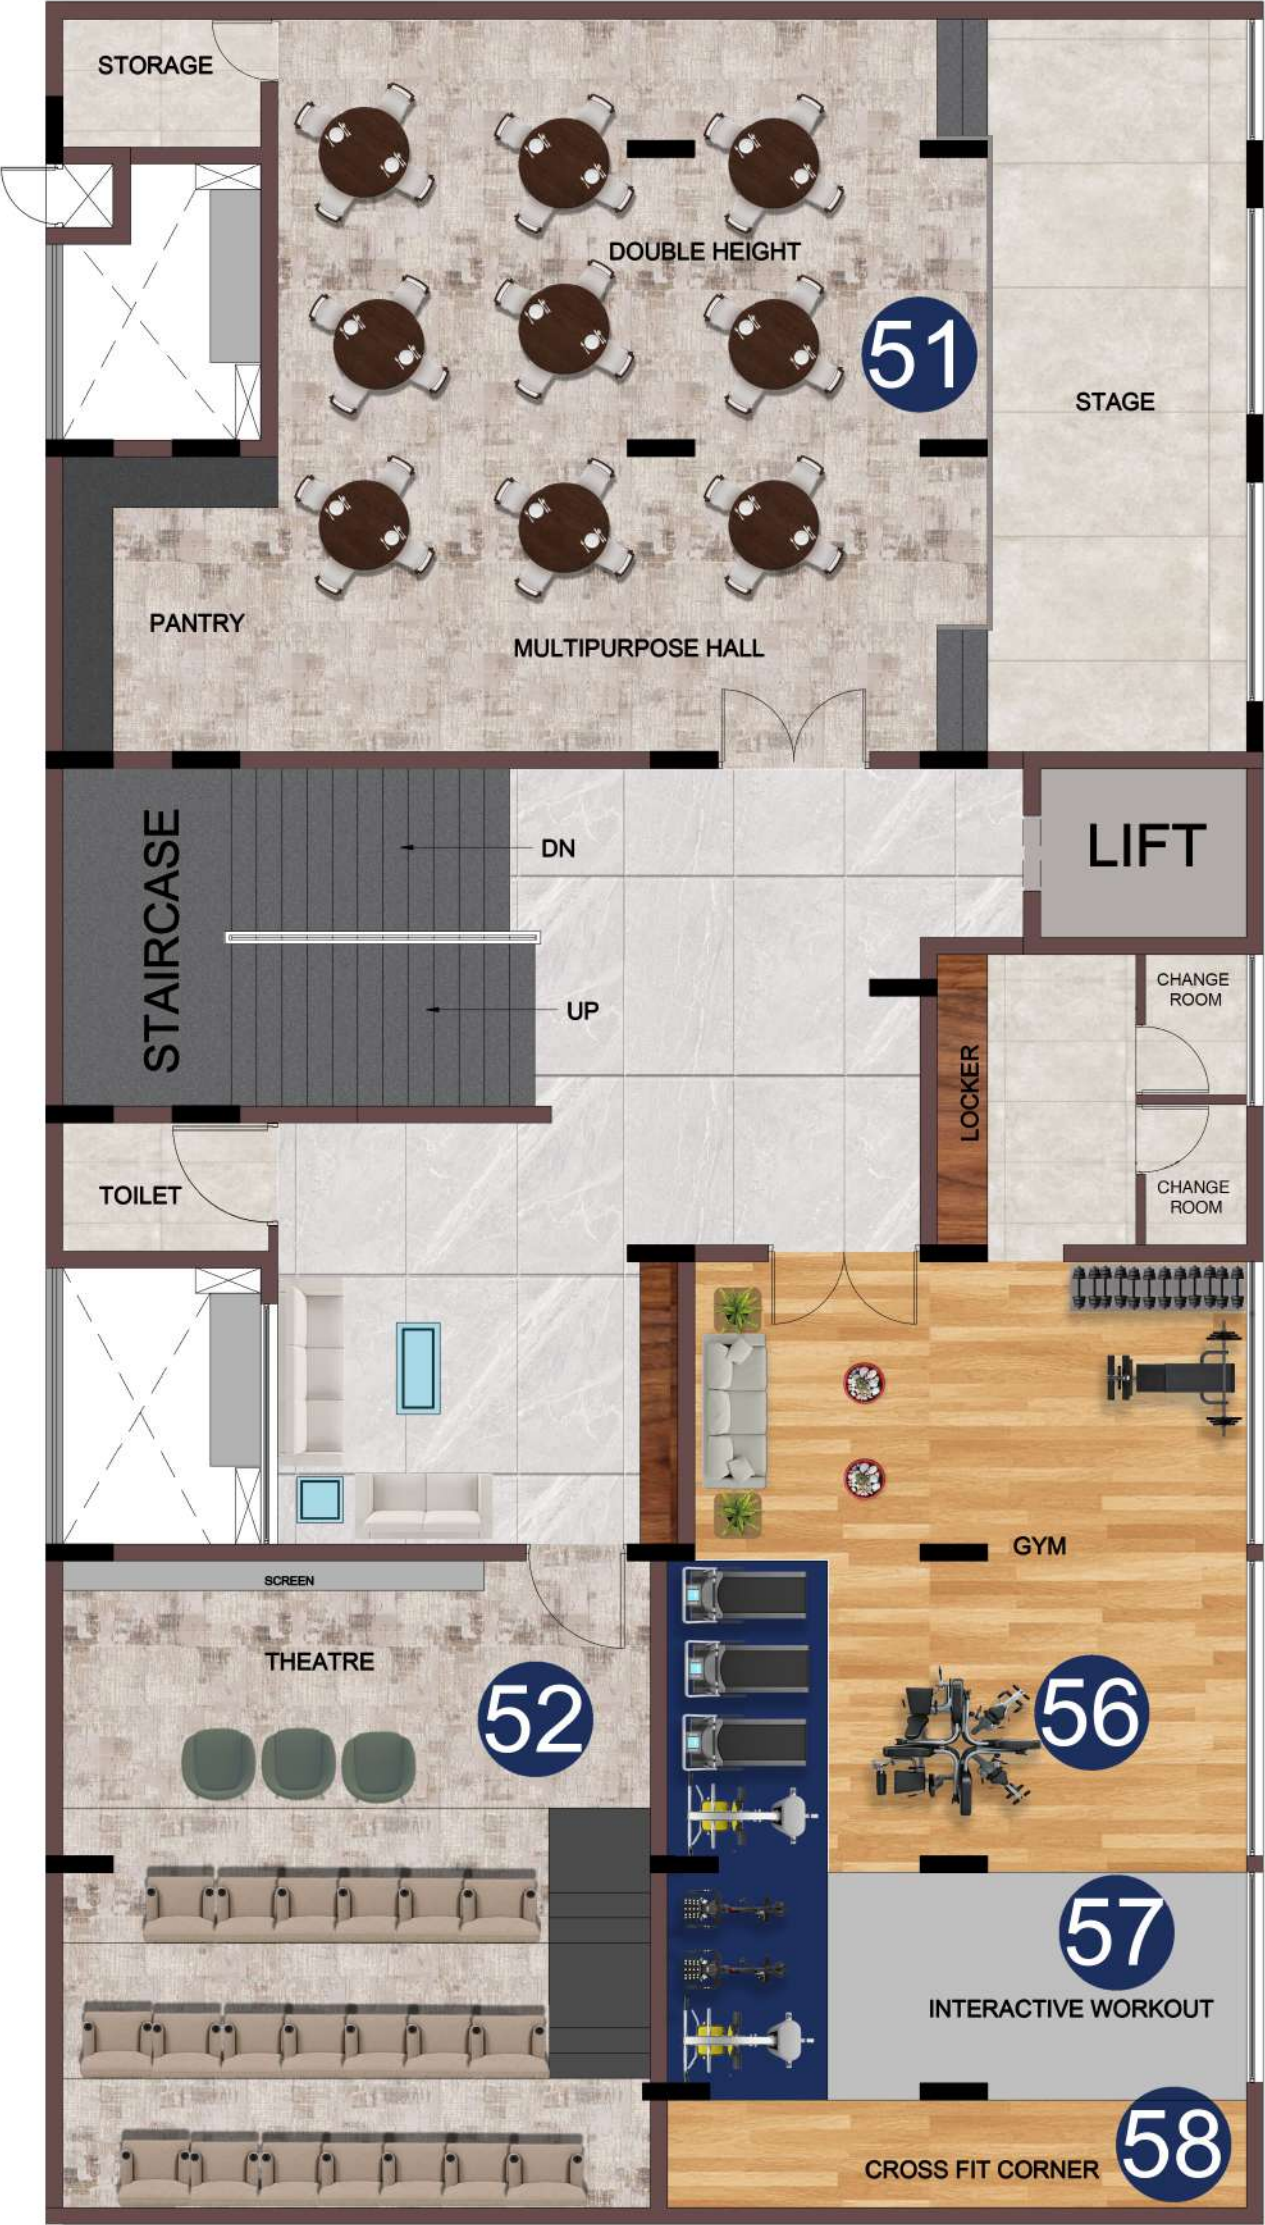 STORAGE
DOUBLE HEIGHT
51
STAGE
PANTRY
MULTIPURPOSE HALL
STAIRCASE
DN
LIFT
UP
CHANGE
ROOM
LOCKER
TOILET
CHANGE
ROOM
GYM
SCREEN
THEATRE
52
56
57
INTERACTIVE WORKOUT
58
CROSS FIT CORNER